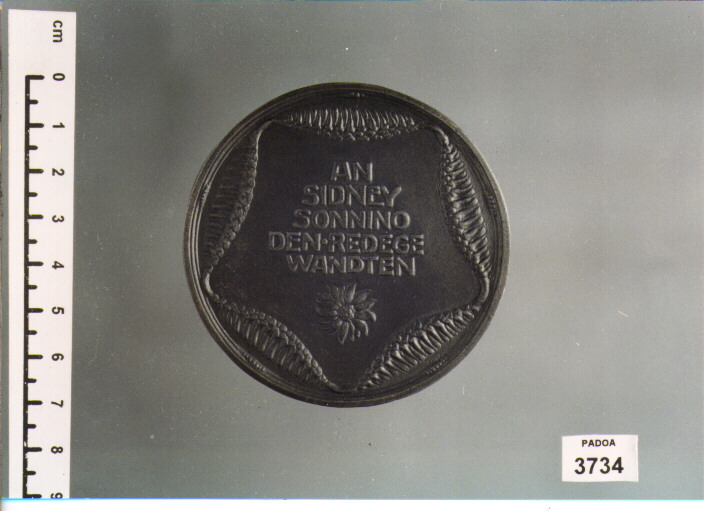 cm
0
1
2
3
4
5
6
7
8
9
AN
SIDNEY
SONNINO
DEN·REDEGE
WANDTEN
PADOA
3734